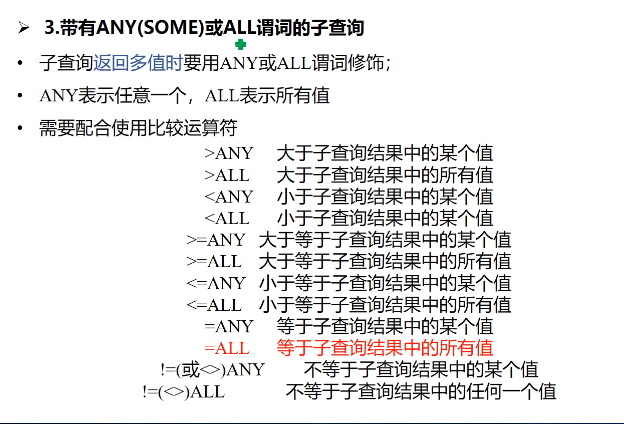 ➢ 3.带有ANY(SOME)或ALL谓词的子查询
• 子查询返回多值时要用ANY或ALL谓词修饰；
• ANY表示任意一个，ALL表示所有值
• 需要配合使用比较运算符
>ANY 大于子查询结果中的某个值
>ALL 大于子查询结果中的所有值
<ANY 小于子查询结果中的某个值
<ALL 小于子查询结果中的某个值
>=ANY 大于等于子查询结果中的某个值
>=ALL 大于等于子查询结果中的所有值
<=ANY 小于等于子查询结果中的某个值
<=ALL 小于等于子查询结果中的所有值
=ANY 等于子查询结果中的某个值
=ALL 等于子查询结果中的所有值
!=(或<>)ANY 不等于子查询结果中的某个值
!=(<>)ALL 不等于子查询结果中的任何一个值